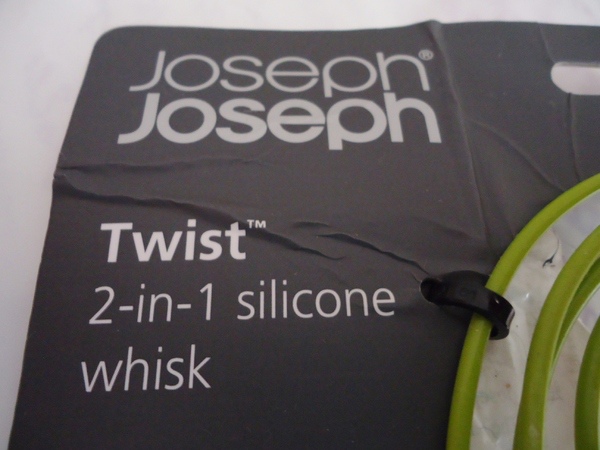 Joseph®
Joseph
Twist™
2-in-1 silicone
whisk